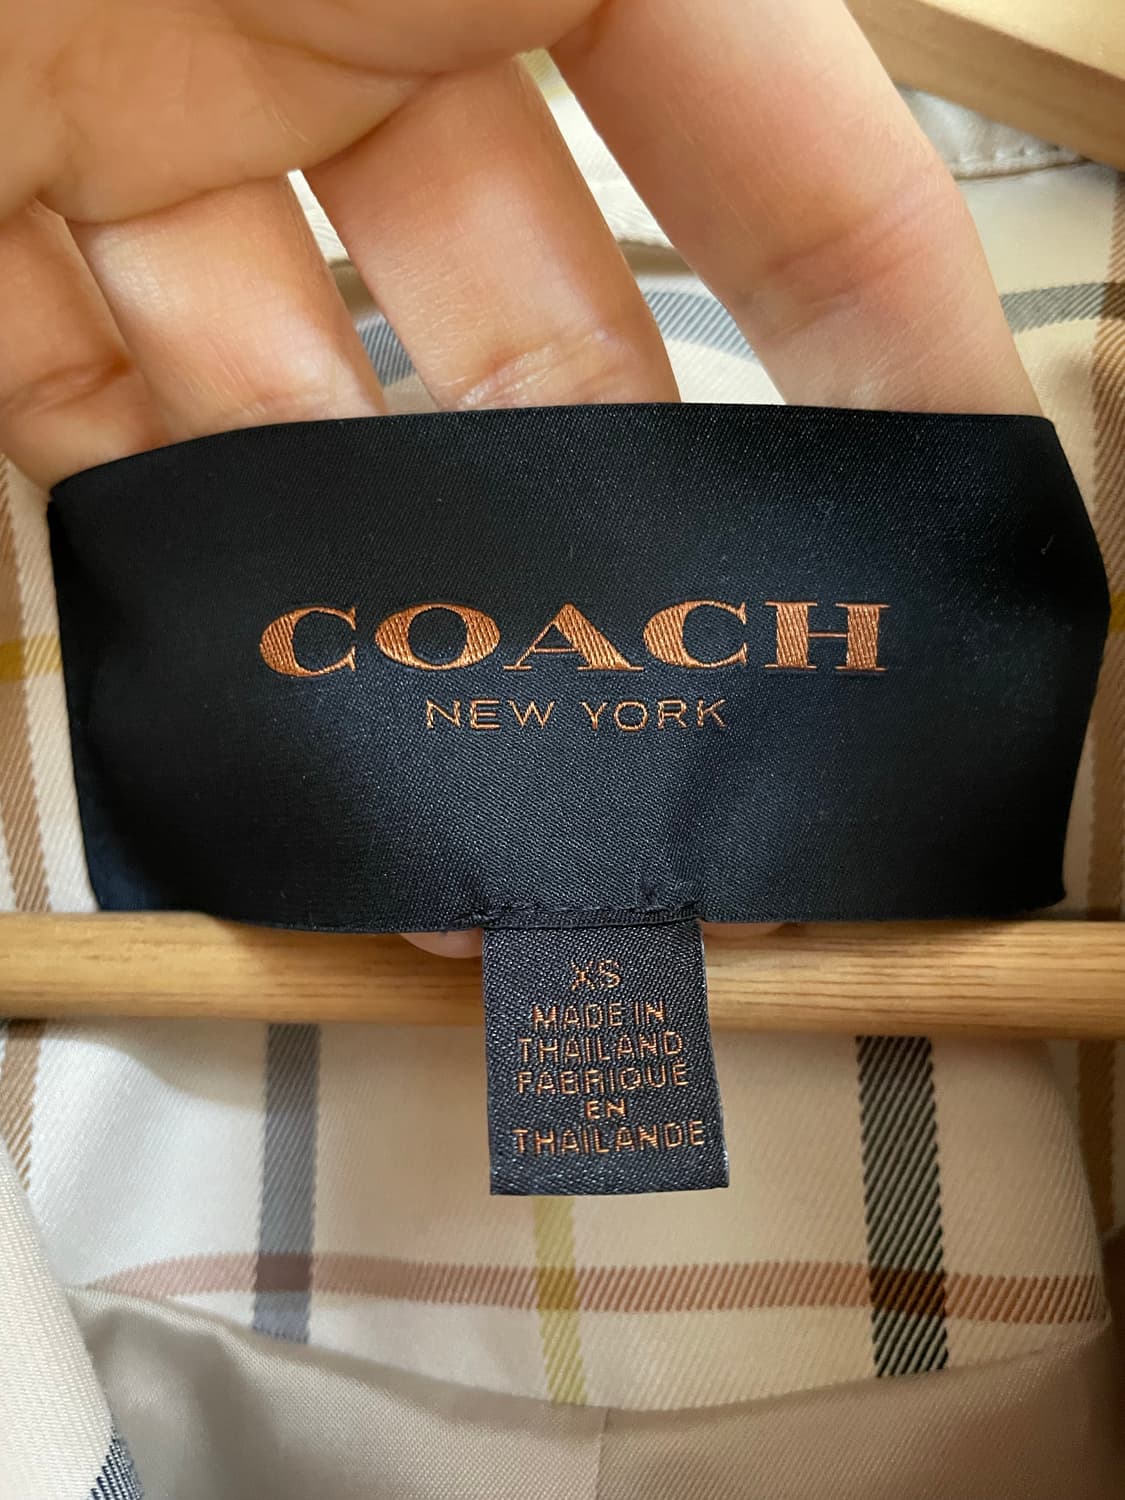 COACH
NEW YORK
XS
MADE IN
THAILAND
FABRIQUE
EN
THAILANDE